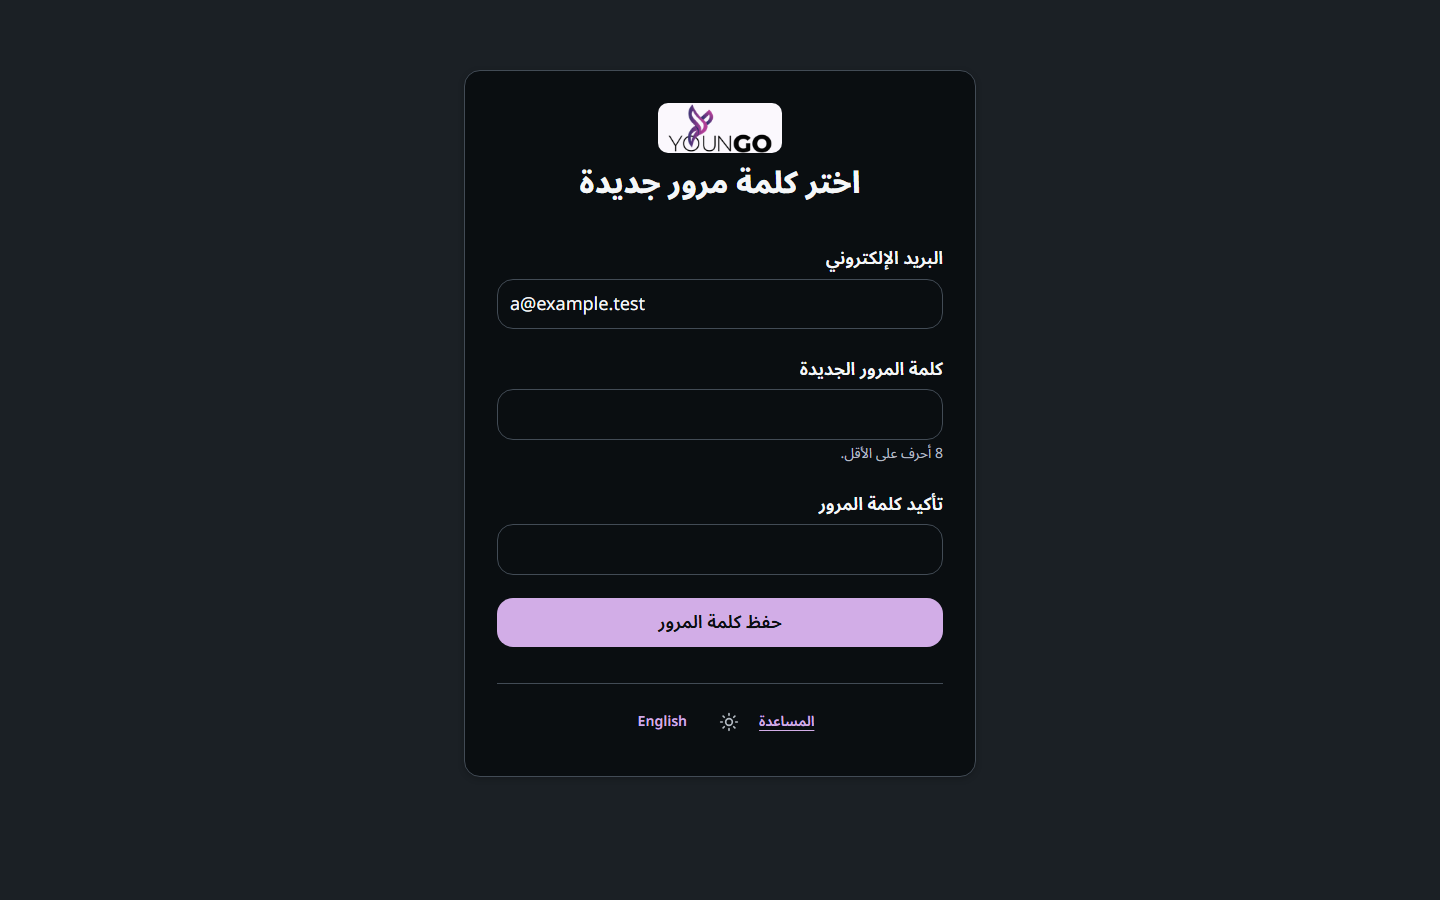 YOUNGO
اختر كلمة مرور جديدة
البريد الإلكتروني
a@example.test
كلمة المرور الجديدة
8 أحرف على الأقل.
تأكيد كلمة المرور
حفظ كلمة المرور
المساعدة English